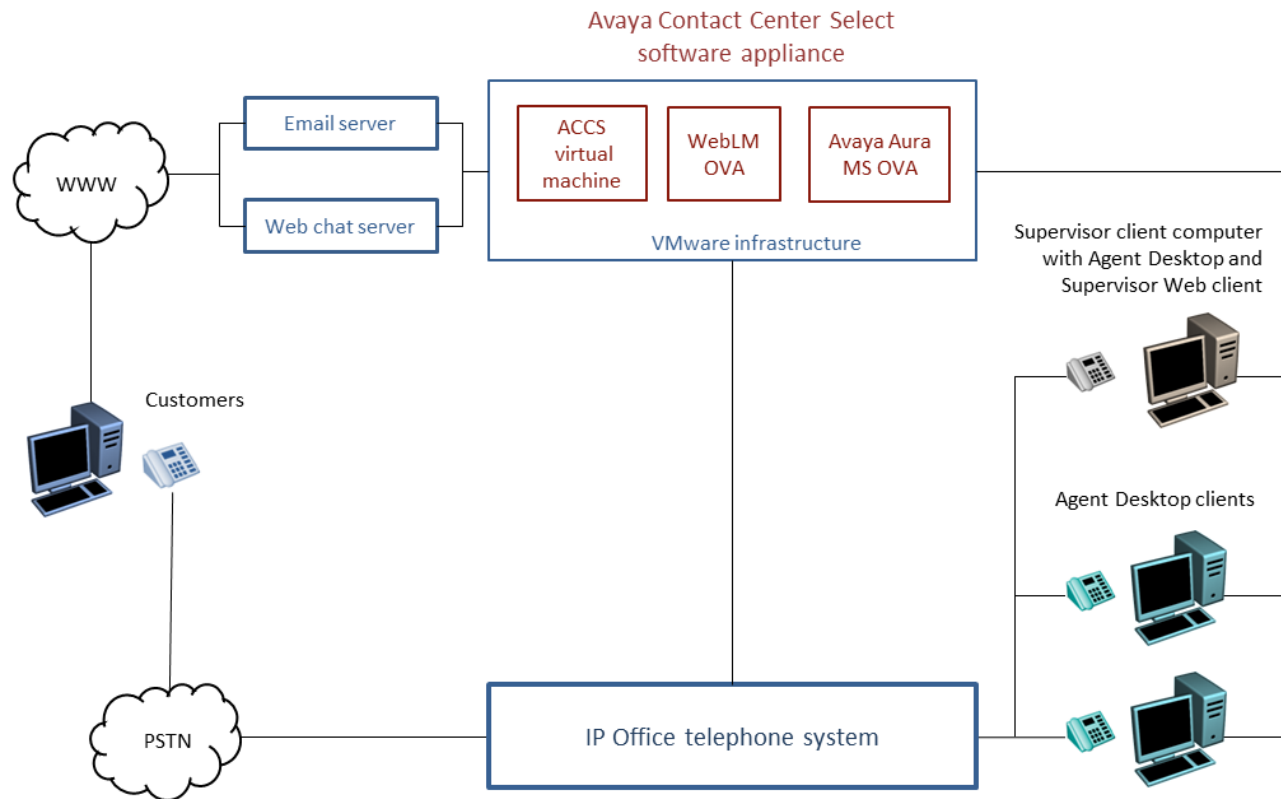 Avaya Contact Center Select
software appliance
Email server
ACCS
virtual
machine
WebLM
OVA
Avaya Aura
MS OVA
WWW
Web chat server
VMware infrastructure
Supervisor client computer
with Agent Desktop and
Supervisor Web client
Customers
Agent Desktop clients
PSTN
IP Office telephone system